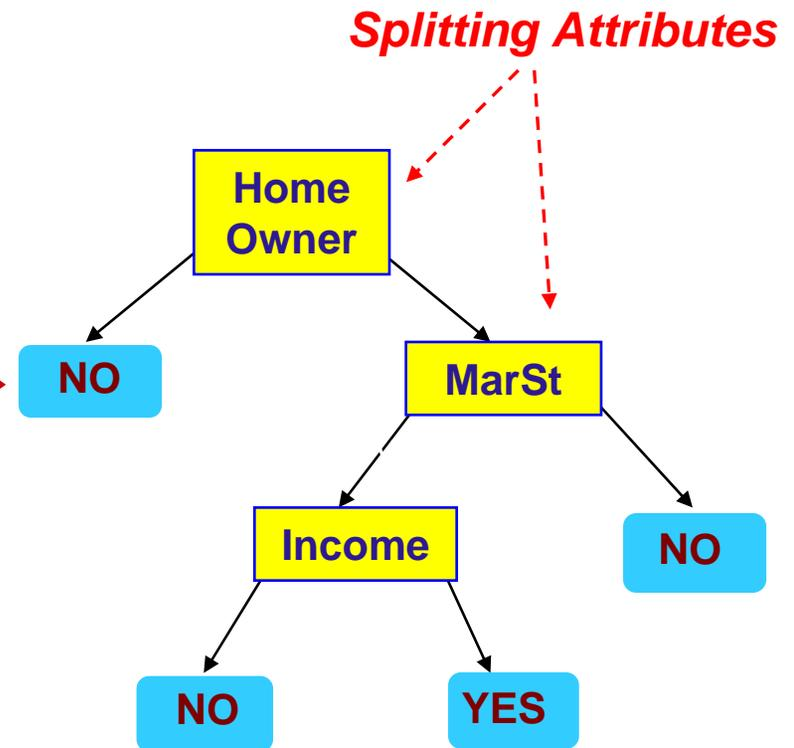 Splitting Attributes
Home
Owner
NO
MarSt
Income
NO
NO
YES